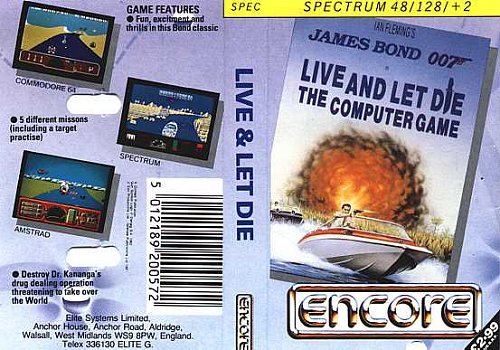 GAME FEATURES
● Fun, excitment and
thrills in this Bond classic
COMMODORE 64
● 5 different missons
(including a target
practise)
SPECTRUM
AMSTRAD
● Destroy Dr. Kananga's
drug dealing operation
threatening to take over
the World
5 012189 200572
Elite Systems Limited,
Anchor House, Anchor Road, Aldridge,
Walsall, West Midlands WS9 8PW, England.
Telex 336130 ELITE G.
SPEC
LIVE & LET DIE
ENCORE
SPECTRUM 48/128/+2
IAN FLEMING'S
JAMES BOND 007
LIVE AND LET DIE
THE COMPUTER GAME
ENCORE
£2.99